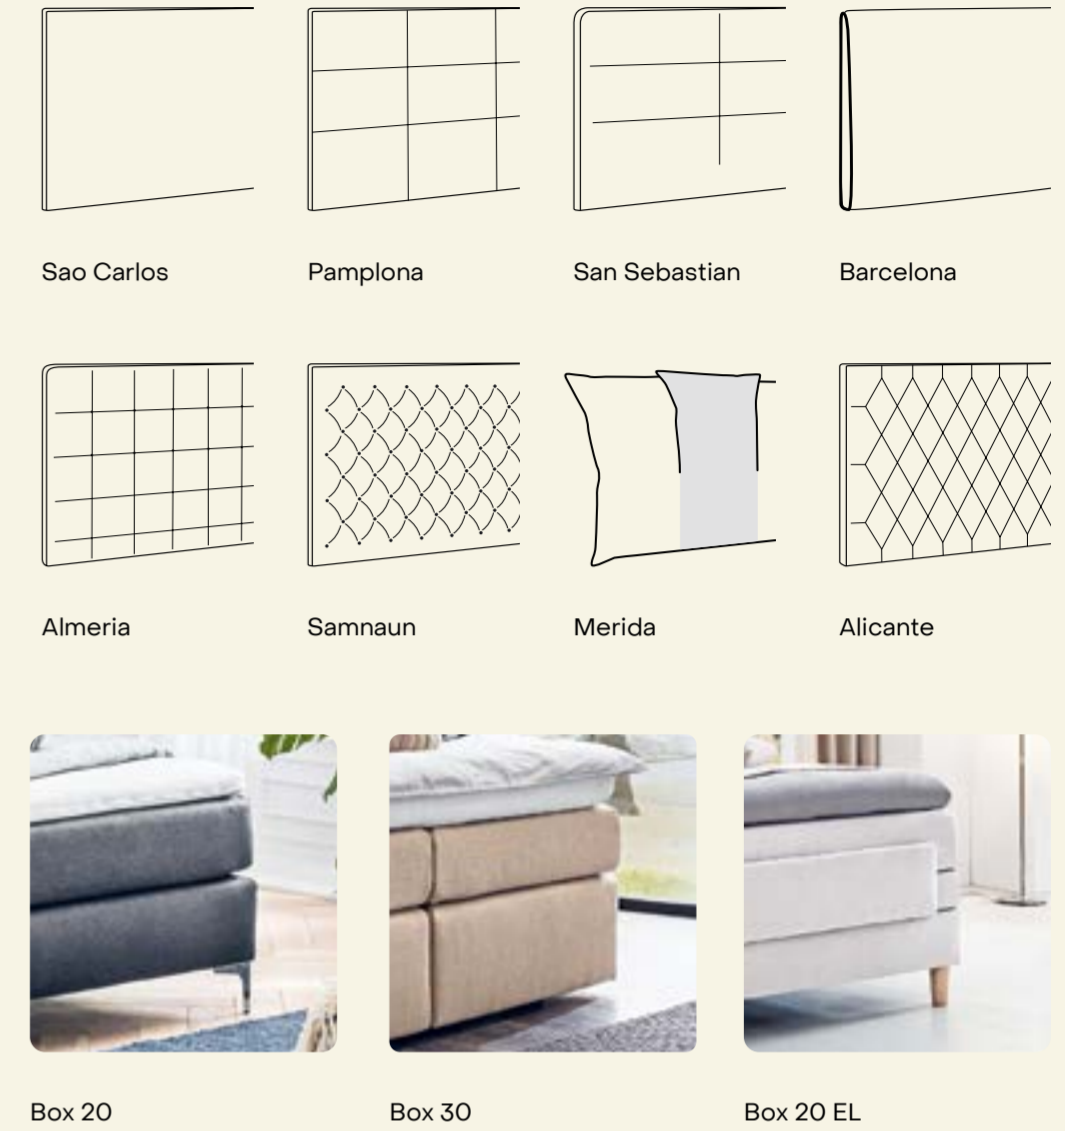 Sao Carlos
Pamplona
San Sebastian
Barcelona
Almeria
Samnaun
Merida
Alicante
Box 20
Box 30
Box 20 EL